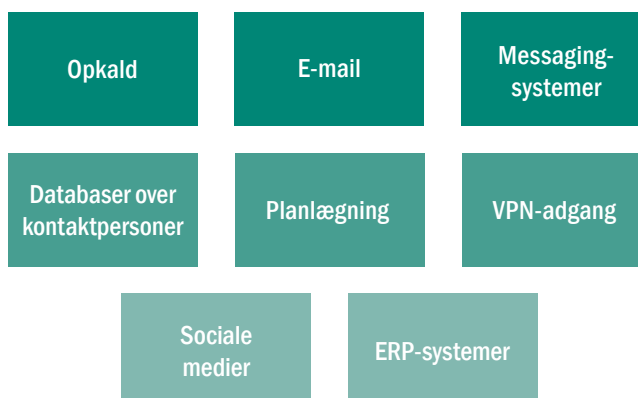 Opkald
E-mail
Messaging-
systemer
Databaser over
kontaktpersoner
Planlægning
VPN-adgang
Sociale
medier
ERP-systemer